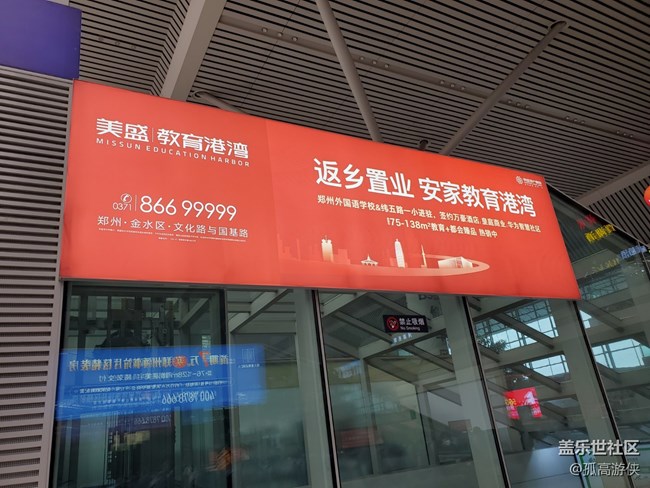 美盛 教育港湾
MISSUN EDUCATION HARBOR
0371 866 99999
郑州·金水区·文化路与国基路
返乡置业 安家教育港湾
郑州外国语学校&纬五路一小进驻，签约万豪酒店，景庭商业，华为智慧社区
175-138m²教育+都会臻品 热销中
禁止吸烟
No Smoking
400 7878666
盖乐世社区
@孤高游侠